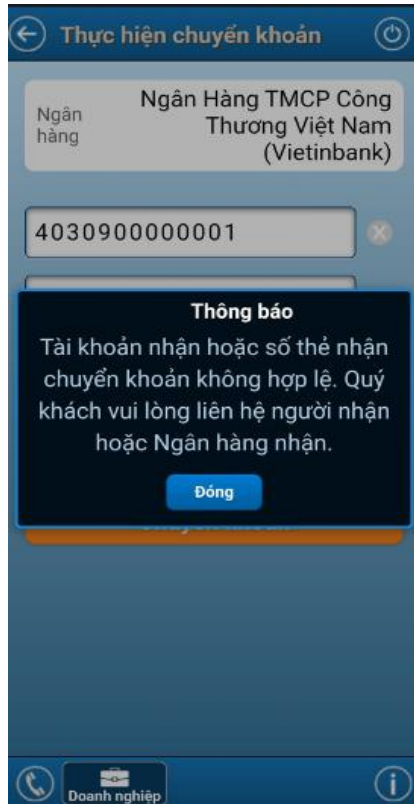 Thực hiện chuyển khoản
Ngân
hàng
Ngân Hàng TMCP Công
Thương Việt Nam
(Vietinbank)
4030900000001
Thông báo
Tài khoản nhận hoặc số thẻ nhận
chuyển khoản không hợp lệ. Quý
khách vui lòng liên hệ người nhận
hoặc Ngân hàng nhận.
Đóng
Doanh nghiệp